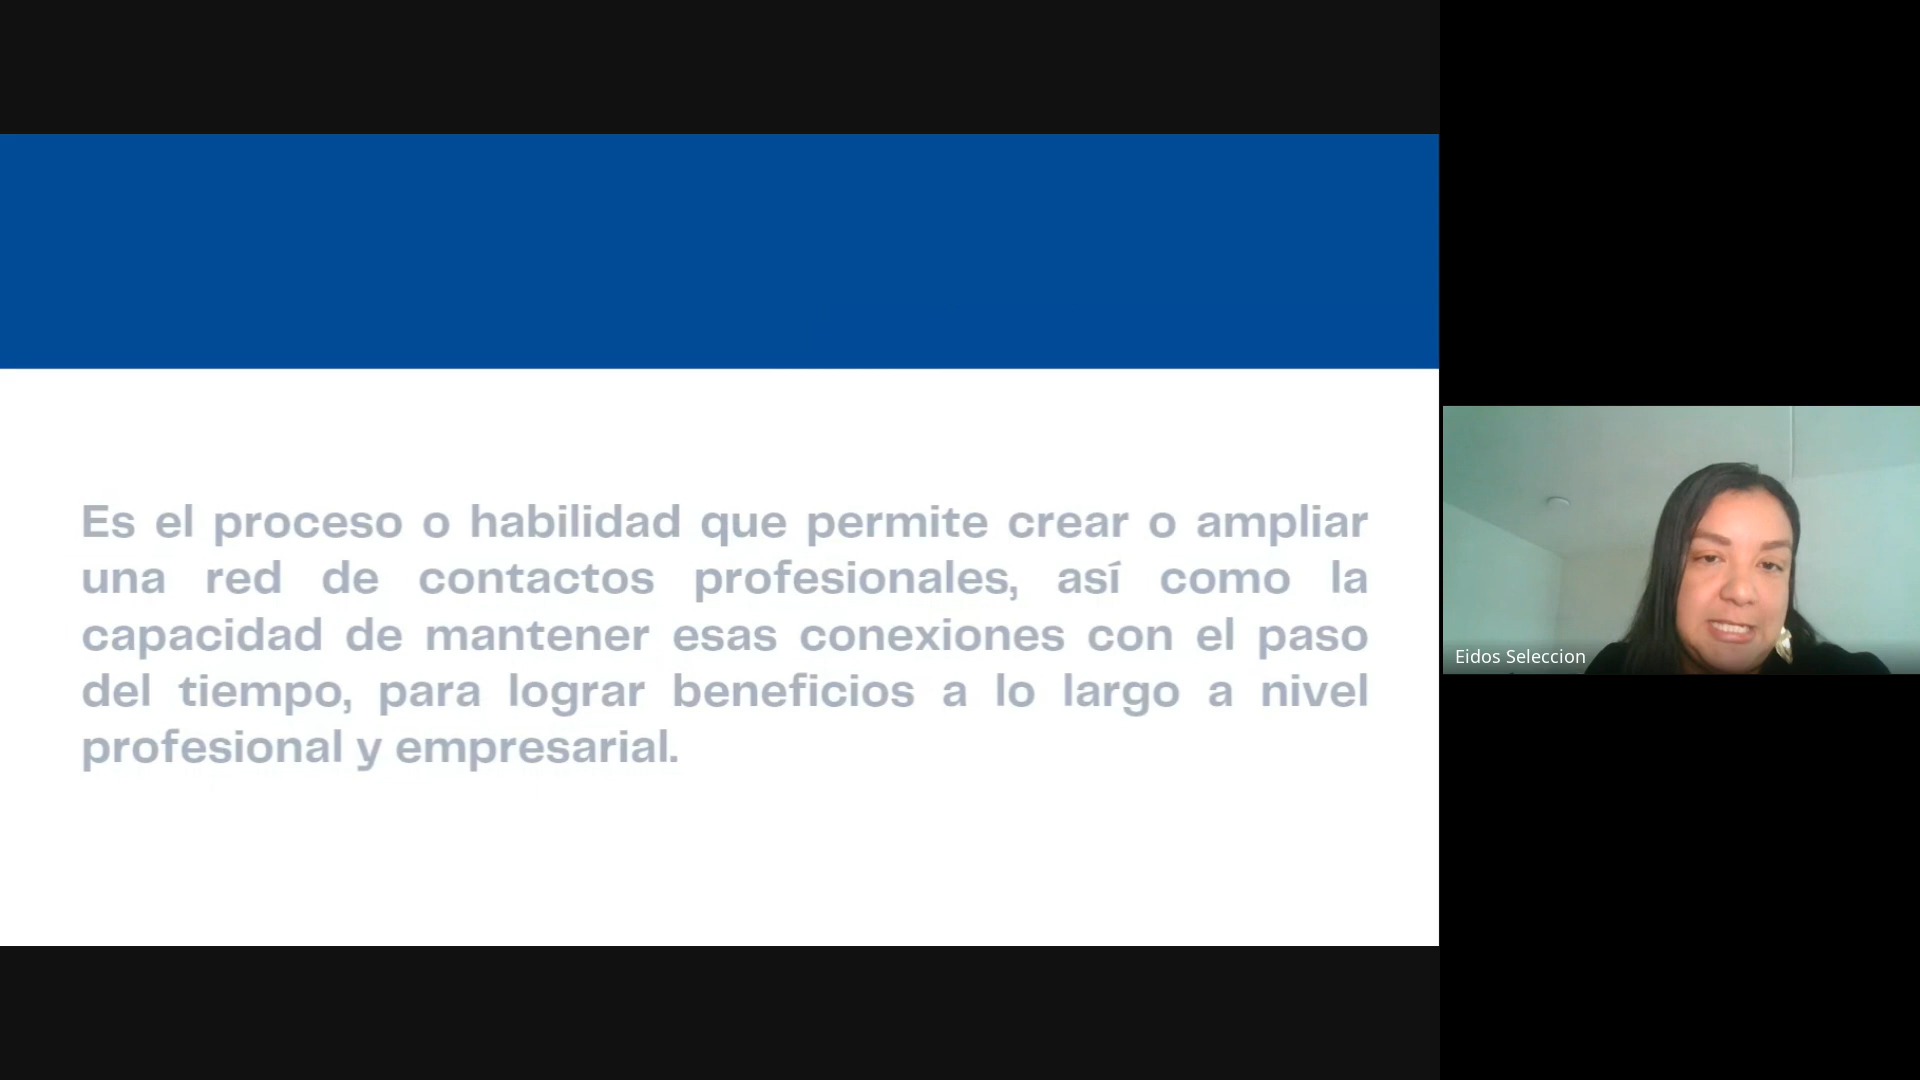 Es el proceso o habilidad que permite crear o ampliar
una red de contactos profesionales, así como la
capacidad de mantener esas conexiones con el paso
del tiempo, para lograr beneficios a lo largo a nivel
profesional y empresarial.
Eidos Seleccion